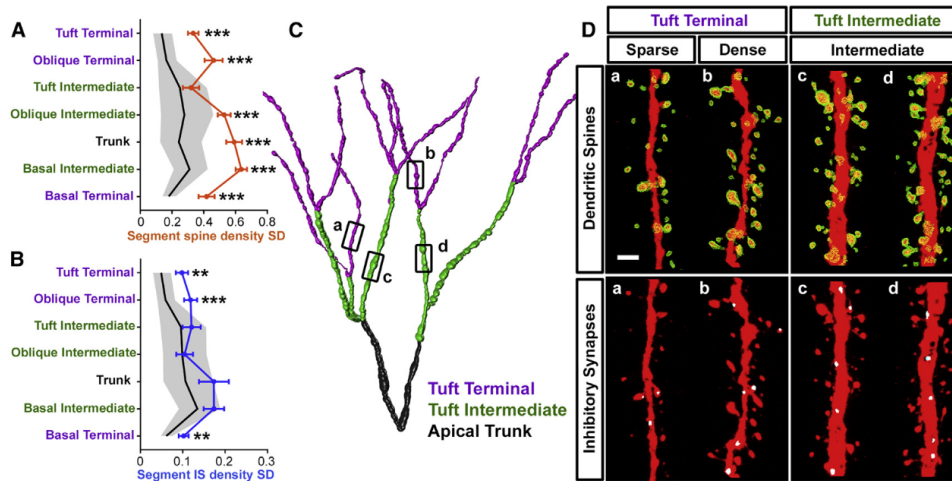 A
Tuft Terminal
***
Oblique Terminal
***
Tuft Intermediate
Oblique Intermediate
***
Trunk
***
Basal Intermediate
***
Basal Terminal
***
0 0.2 0.4 0.6 0.8
Segment spine density SD
B
Tuft Terminal
**
Oblique Terminal
***
Tuft Intermediate
Oblique Intermediate
Trunk
Basal Intermediate
Basal Terminal
**
0 0.1 0.2 0.3
Segment IS density SD
C
a
b
c
d
Tuft Terminal
Tuft Intermediate
Apical Trunk
D
Tuft Terminal
Tuft Intermediate
Sparse
Dense
Intermediate
Dendritic Spines
a
b
c
d
Inhibitory Synapses
a
b
c
d